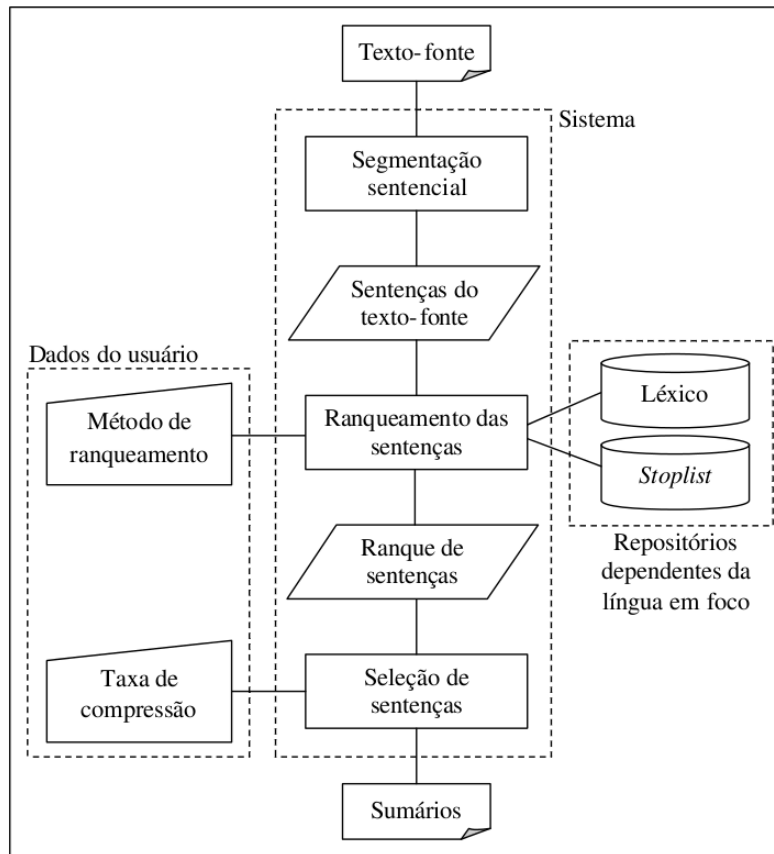 Texto-fonte
Sistema
Segmentação
sentencial
Sentenças do
texto-fonte
Dados do usuário
Método de
ranqueamento
Ranqueamento das
sentenças
Léxico
Stoplist
Repositórios
dependentes da
língua em foco
Ranque de
sentenças
Taxa de
compressão
Seleção de
sentenças
Sumários